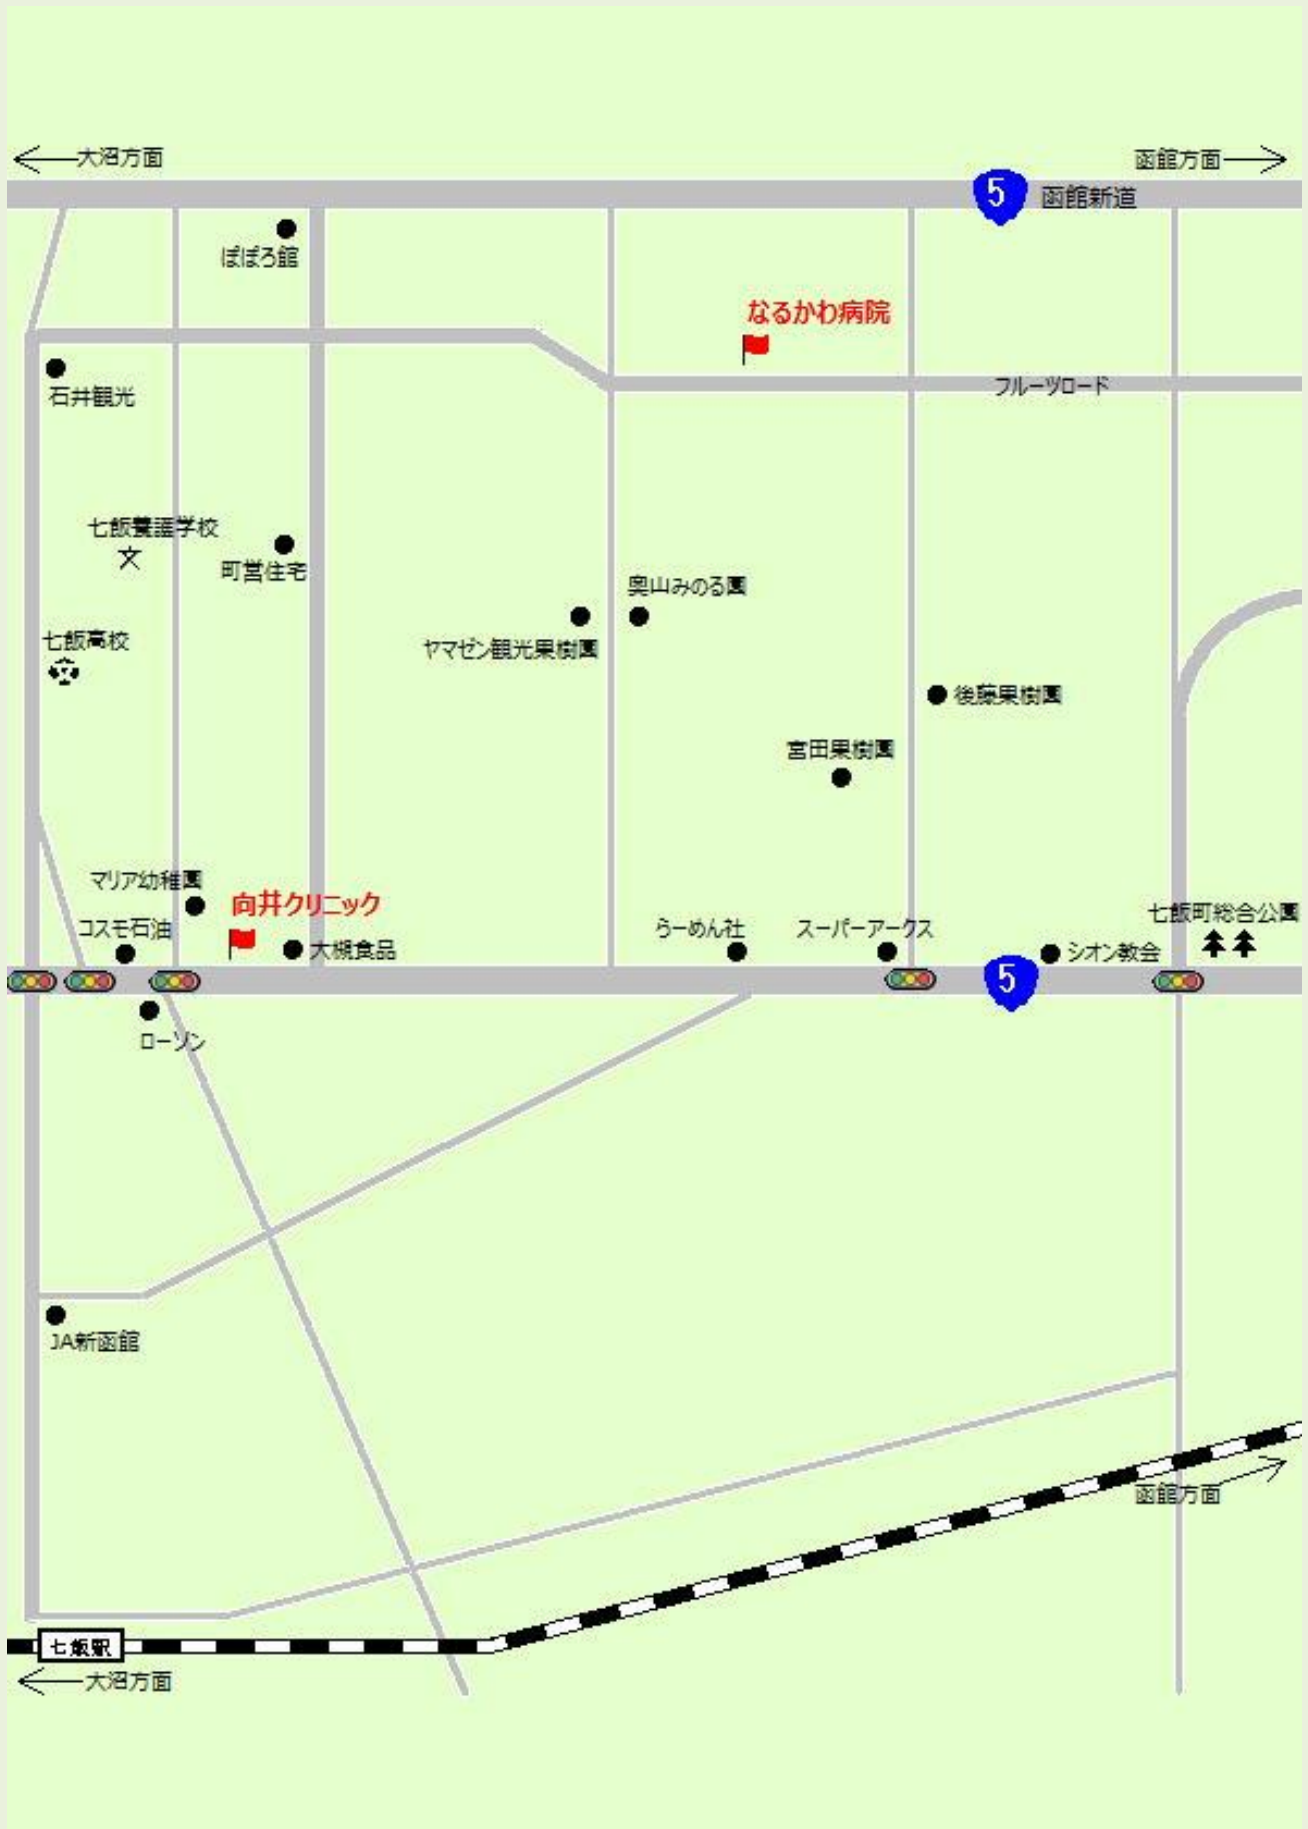 大沼方面
函館方面
5
函館新道
ぽぽろ館
なるかわ病院
フルーツロード
石井観光
七飯養護学校
文
町営住宅
奥山みのる園
七飯高校
ヤマゼン観光果樹園
後藤果樹園
宮田果樹園
マリア幼稚園
向井クリニック
七飯町総合公園
コスモ石油
らーめん社
スーパーアークス
大槻食品
シオン教会
5
ローソン
JA新函館
函館方面
七飯駅
大沼方面